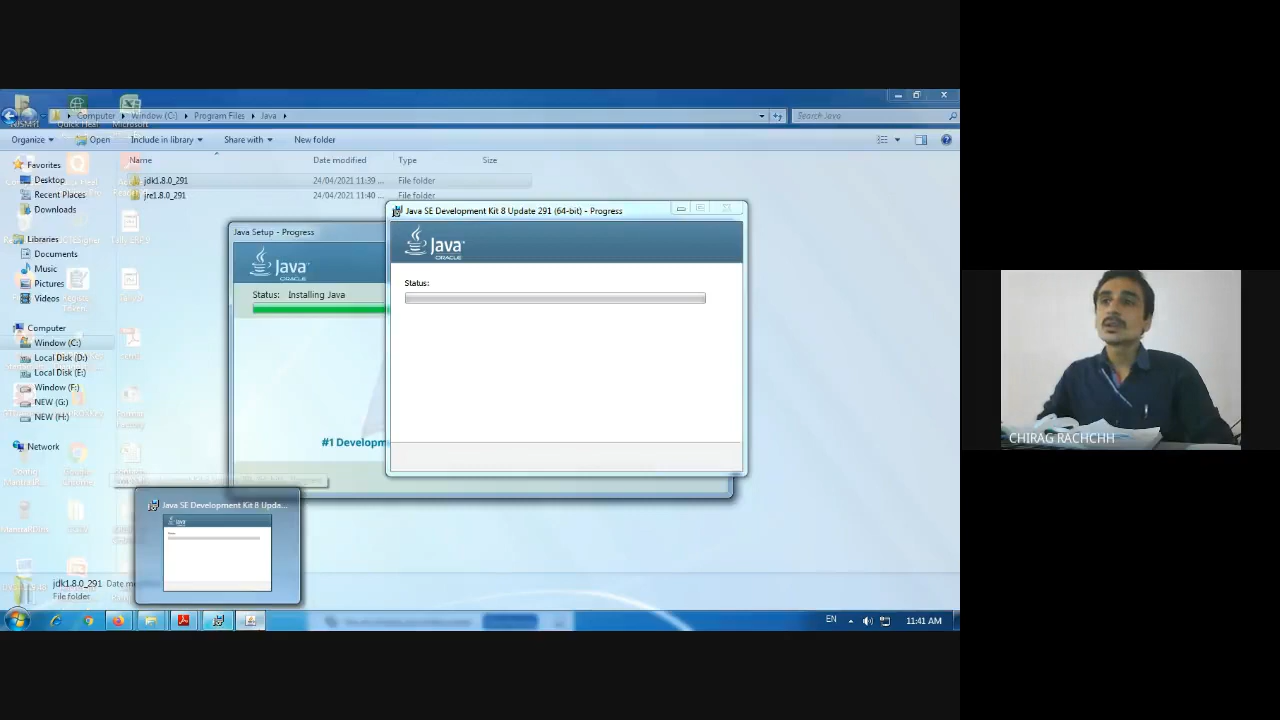 Computer ▸ Window (C:) ▸ Program Files ▸ Java ▸
Search Java
Organize
Open
Include in library
Share with
New folder
Name
Date modified
Type
Size
jdk1.8.0_291
24/04/2021 11:39 ...
File folder
jre1.8.0_291
24/04/2021 11:40 ...
File folder
Favorites
Desktop
Recent Places
Downloads
Libraries
Documents
Music
Pictures
Videos
Computer
Window (C:)
Local Disk (D:)
Local Disk (E:)
Window (F:)
NEW (G:)
NEW (H:)
Network
Java Setup - Progress
Java
ORACLE
Status: Installing Java
#1 Developm
Java SE Development Kit 8 Update 291 (64-bit) - Progress
Java
ORACLE
Status:
Java SE Development Kit 8 Upda...
jdk1.8.0_291 Date m
File folder
EN
11:41 AM
CHIRAG RACHCHH